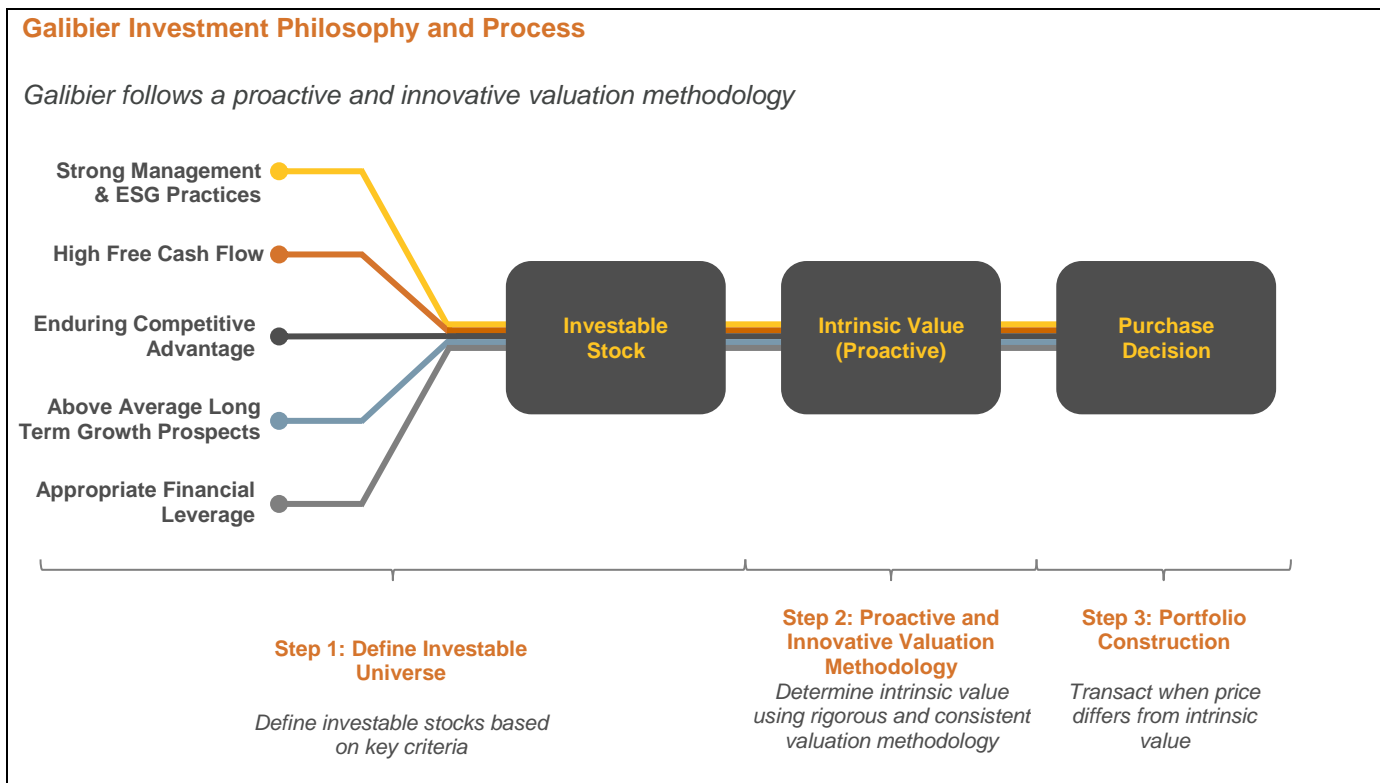 Galibier Investment Philosophy and Process
Galibier follows a proactive and innovative valuation methodology
Strong Management
& ESG Practices
High Free Cash Flow
Enduring Competitive
Advantage
Above Average Long
Term Growth Prospects
Appropriate Financial
Leverage
Investable
Stock
Intrinsic Value
(Proactive)
Purchase
Decision
Step 1: Define Investable
Universe
Define investable stocks based
on key criteria
Step 2: Proactive and
Innovative Valuation
Methodology
Determine intrinsic value
using rigorous and consistent
valuation methodology
Step 3: Portfolio
Construction
Transact when price
differs from intrinsic
value